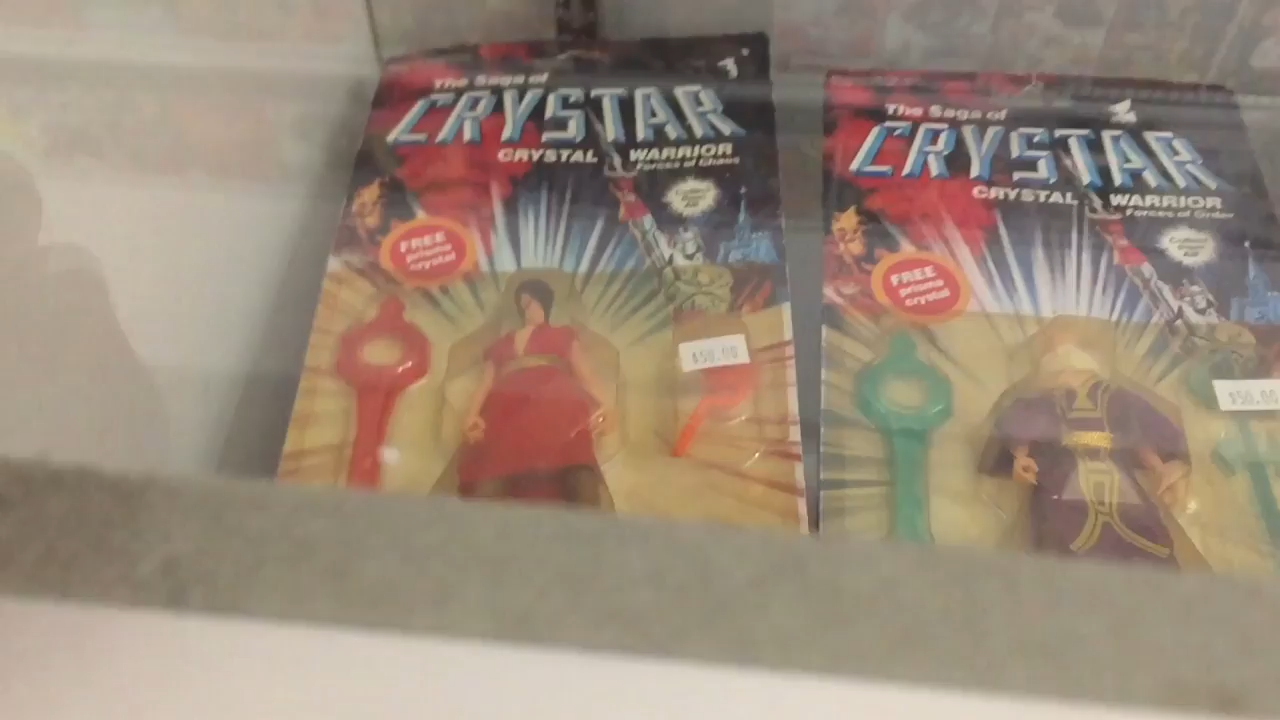 The Saga of
CRYSTAR
CRYSTAL WARRIOR
Forces of Chaos
FREE
prisma
crystal
$50.00
The Saga of
CRYSTAR
CRYSTAL WARRIOR
Forces of Order
FREE
prisma
crystal
$50.00